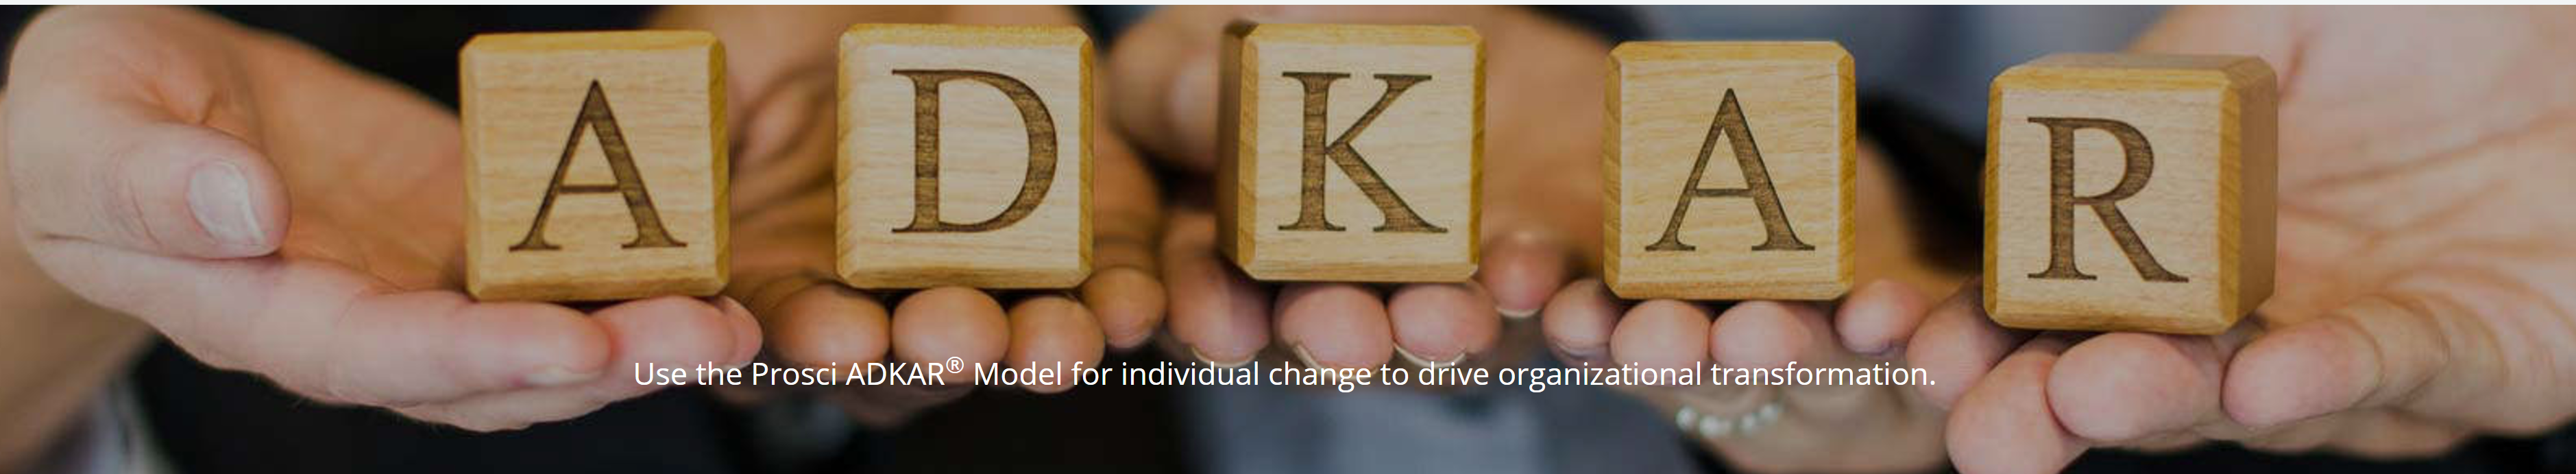 A D K A R
Use the Prosci ADKAR® Model for individual change to drive organizational transformation.